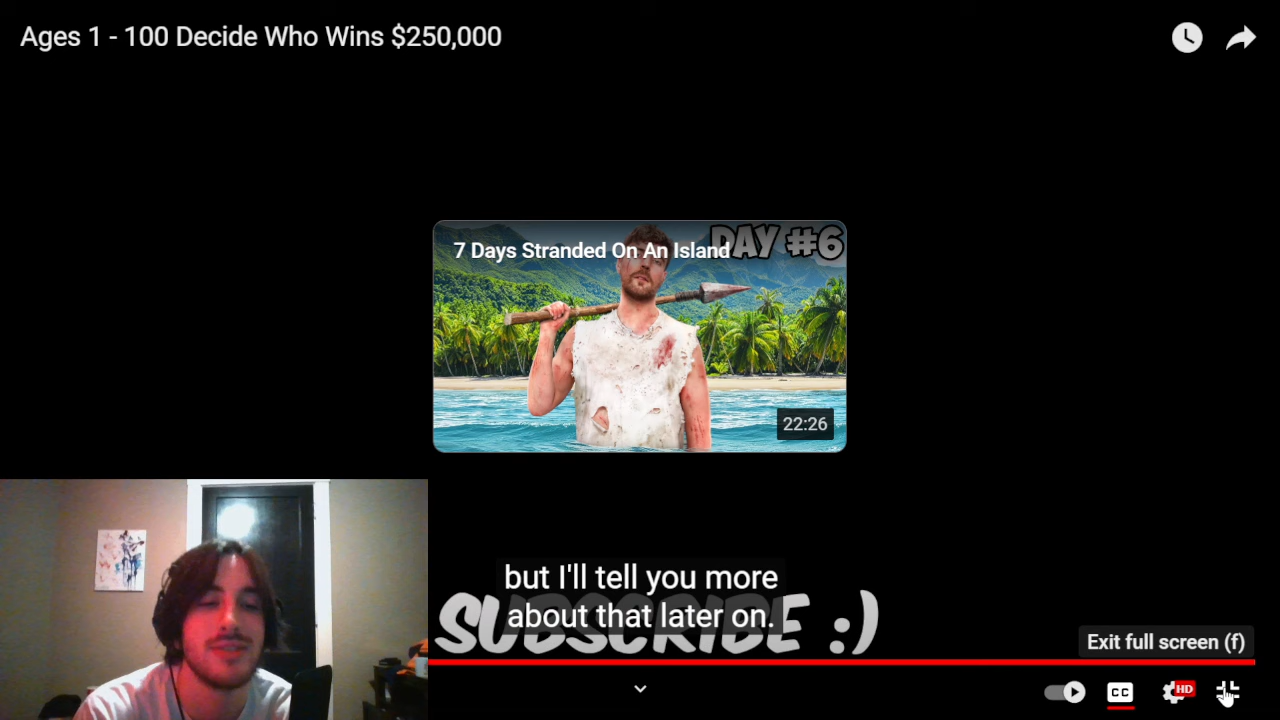 Ages 1 - 100 Decide Who Wins $250,000
DAY #6
7 Days Stranded On An Island
22:26
but I'll tell you more
about that later on.
SUBSCRIBE :)
Exit full screen (f)
CC
HD